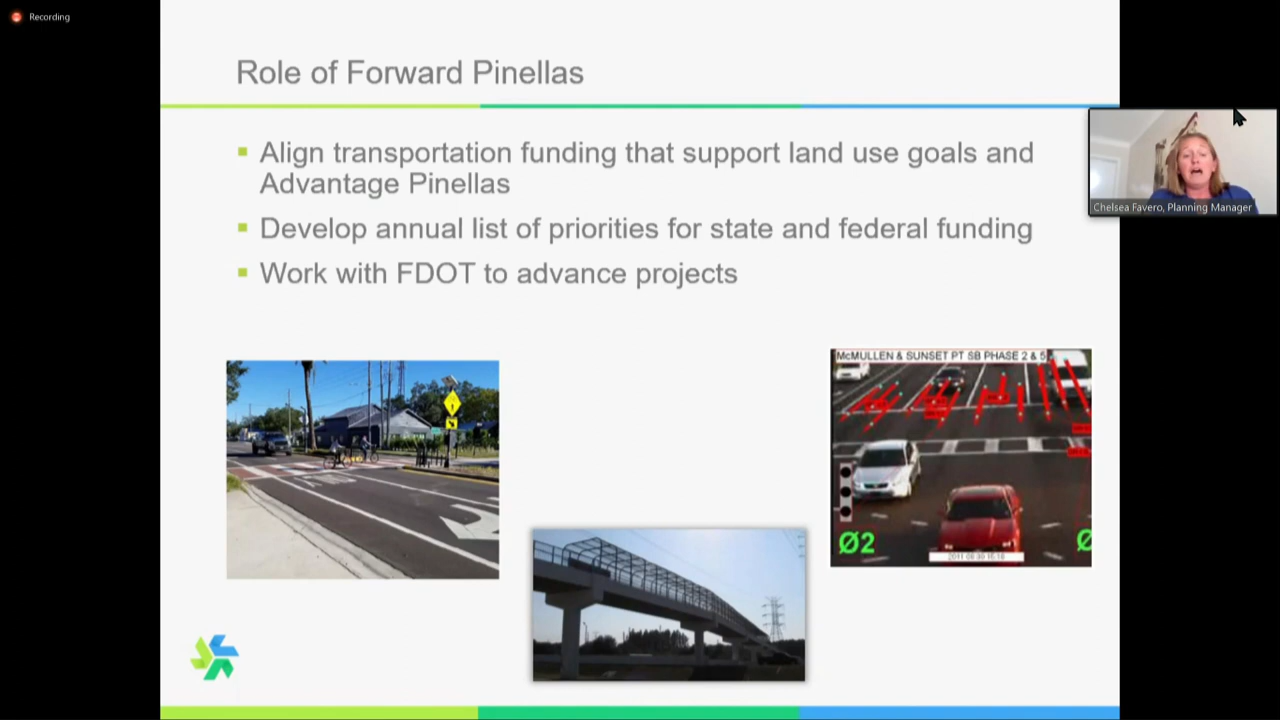 Recording
Role of Forward Pinellas
Align transportation funding that support land use goals and
Advantage Pinellas
Develop annual list of priorities for state and federal funding
Work with FDOT to advance projects
Chelsea Favero, Planning Manager
McMULLEN & SUNSET PT SB PHASE 2 & 5
Ø2
Ø